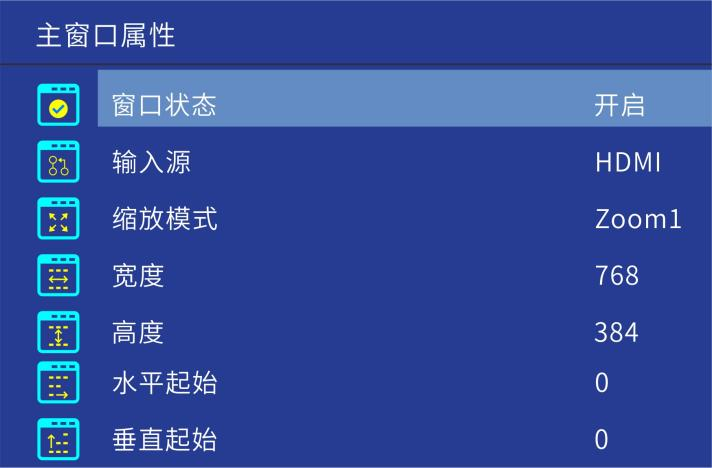 主窗口属性
窗口状态 开启
输入源 HDMI
缩放模式 Zoom1
宽度 768
高度 384
水平起始 0
垂直起始 0